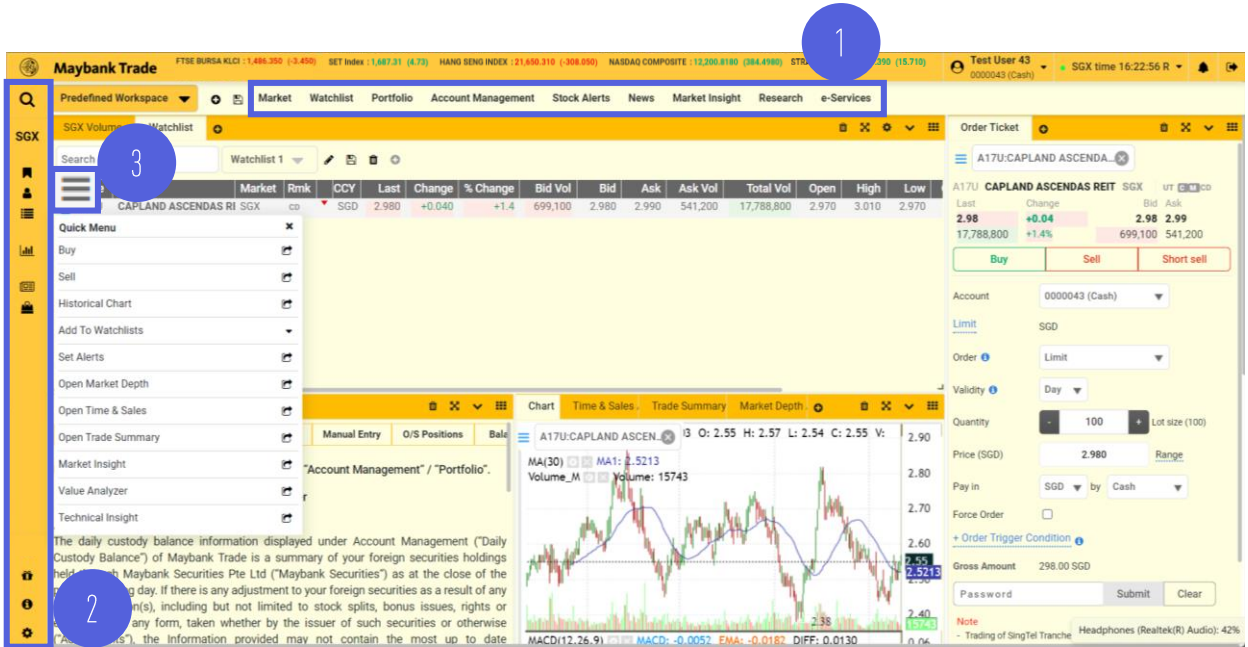 1
Maybank Trade
FTSE BURSA KLCI : 1,486.350 (-3.450) SET Index : 1,687.31 (4.73) HANG SENG INDEX : 21,650.310 (-308.050) NASDAQ COMPOSITE : 12,200.8180 (384.4980) (15.710)
Test User 43
0000043 (Cash)
SGX time 16:22:56 R
Predefined Workspace
Market Watchlist Portfolio Account Management Stock Alerts News Market Insight Research e-Services
SGX
SGX Volume Watchlist
Search
3
Watchlist 1
Market Rmk CCY Last Change % Change Bid Vol Bid Ask Ask Vol Total Vol Open High Low
CAPLAND ASCENDAS RI SGX CD SGD 2.980 +0.040 +1.4 699,100 2.980 2.990 541,200 17,788,800 2.970 3.010 2.970
Quick Menu
Buy
Sell
Historical Chart
Add To Watchlists
Set Alerts
Open Market Depth
Open Time & Sales
Open Trade Summary
Market Insight
Value Analyzer
Technical Insight
Manual Entry O/S Positions Bala
"Account Management" / "Portfolio".
The daily custody balance information displayed under Account Management ("Daily
Custody Balance") of Maybank Trade is a summary of your foreign securities holdings
held Maybank Securities Pte Ltd ("Maybank Securities") as at the close of the
day. If there is any adjustment to your foreign securities as a result of any
including but not limited to stock splits, bonus issues, rights or
any form, taken whether by the issuer of such securities or otherwise
the Information provided may not contain the most up to date
2
Chart Time & Sales Trade Summary Market Depth
A17U:CAPLAND ASCEN.. O: 2.55 H: 2.57 L: 2.54 C: 2.55 V:
MA(30) MA1: 2.5213
Volume_M Volume: 15743
2.90
2.80
2.70
2.60
2.55
2.5213
2.50
2.40
2.38
15743
MACD(12,26,9) MACD: -0.0052 EMA: -0.0182 DIFF: 0.0130
0.06
Order Ticket
A17U:CAPLAND ASCENDA..
A17U CAPLAND ASCENDAS REIT SGX UT C M CD
Last Change Bid Ask
2.98 +0.04 2.98 2.99
17,788,800 +1.4% 699,100 541,200
Buy Sell Short sell
Account 0000043 (Cash)
Limit SGD
Order Limit
Validity Day
Quantity - 100 + Lot size (100)
Price (SGD) 2.980 Range
Pay in SGD by Cash
Force Order
+ Order Trigger Condition
Gross Amount 298.00 SGD
Password Submit Clear
Note
- Trading of SingTel Tranche
Headphones (Realtek(R) Audio): 42%